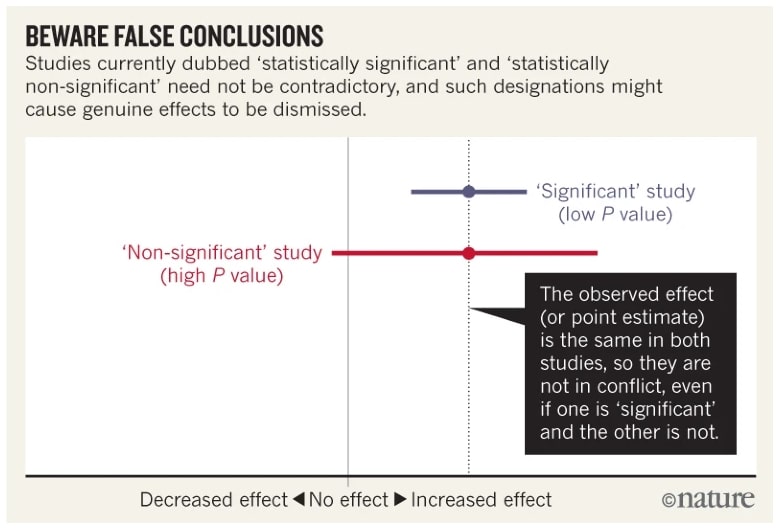 BEWARE FALSE CONCLUSIONS
Studies currently dubbed ‘statistically significant’ and ‘statistically
non-significant’ need not be contradictory, and such designations might
cause genuine effects to be dismissed.
‘Significant’ study
(low P value)
‘Non-significant’ study
(high P value)
The observed effect
(or point estimate)
is the same in both
studies, so they are
not in conflict, even
if one is ‘significant’
and the other is not.
Decreased effect ◀ No effect ▶ Increased effect
©nature